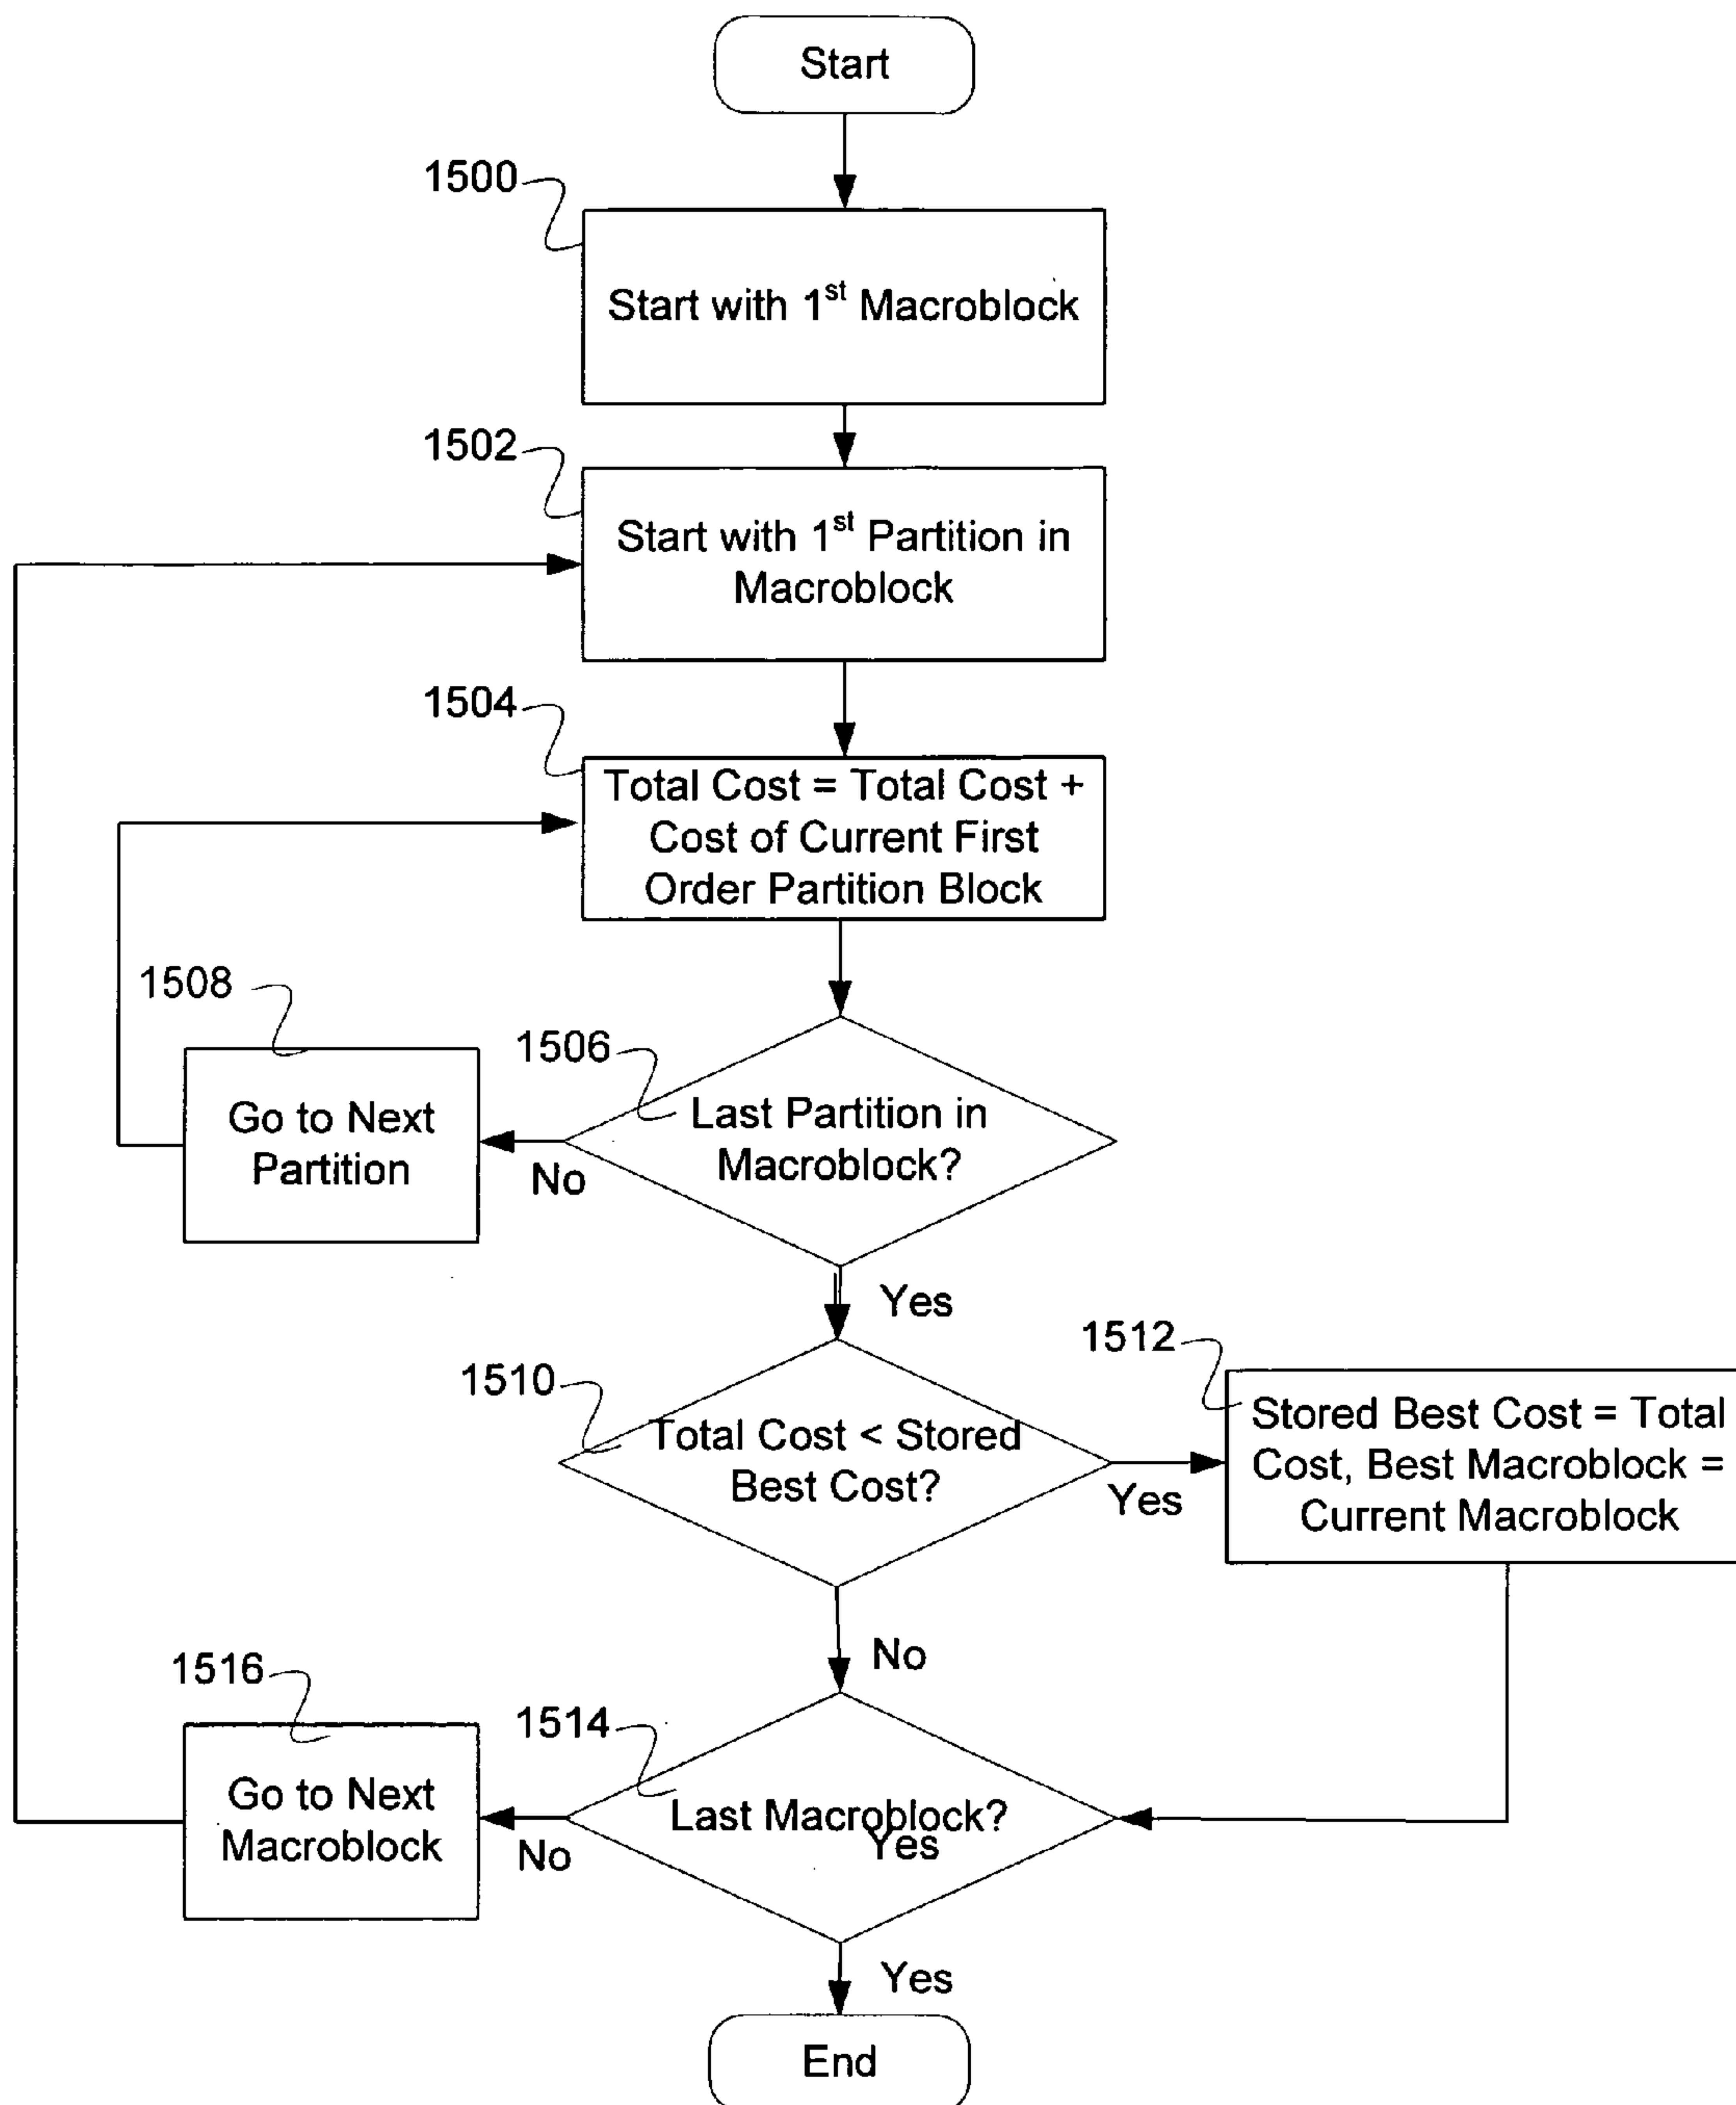 Start
1500
Start with 1st Macroblock
1502
Start with 1st Partition in
Macroblock
1504
Total Cost = Total Cost +
Cost of Current First
Order Partition Block
1508
1506
Go to Next
Partition
Last Partition in
Macroblock?
No
Yes
1512
1510
Total Cost < Stored
Best Cost?
Yes
Stored Best Cost = Total
Cost, Best Macroblock =
Current Macroblock
No
1516
1514
Go to Next
Macroblock
Last Macroblock?
Yes
No
Yes
End